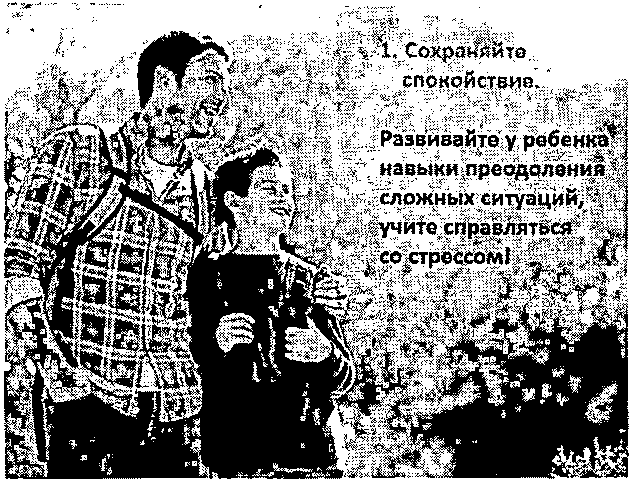 1. Сохраняйте
спокойствие.
Развивайте у ребенка
навыки преодоления
сложных ситуаций,
учите справляться
со стрессом!